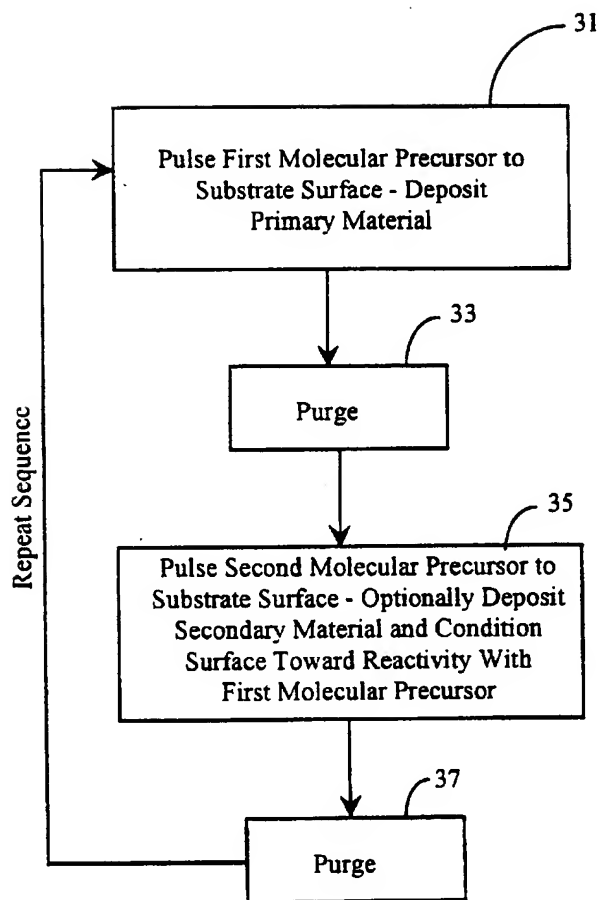 31
Pulse First Molecular Precursor to
Substrate Surface - Deposit
Primary Material
33
Purge
35
Pulse Second Molecular Precursor to
Substrate Surface - Optionally Deposit
Secondary Material and Condition
Surface Toward Reactivity With
First Molecular Precursor
37
Purge
Repeat Sequence